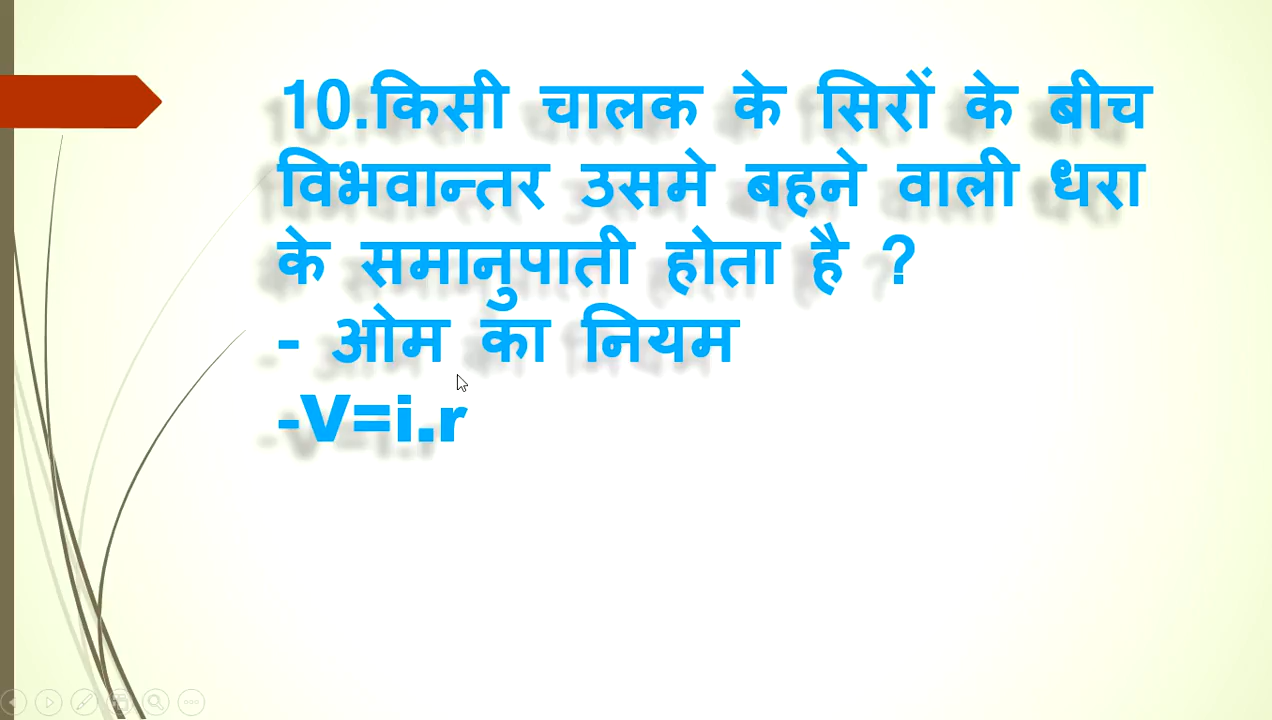 10.किसी चालक के सिरों के बीच
विभवान्तर उसमे बहने वाली धरा
के समानुपाती होता है ?
- ओम का नियम
-V=i.r